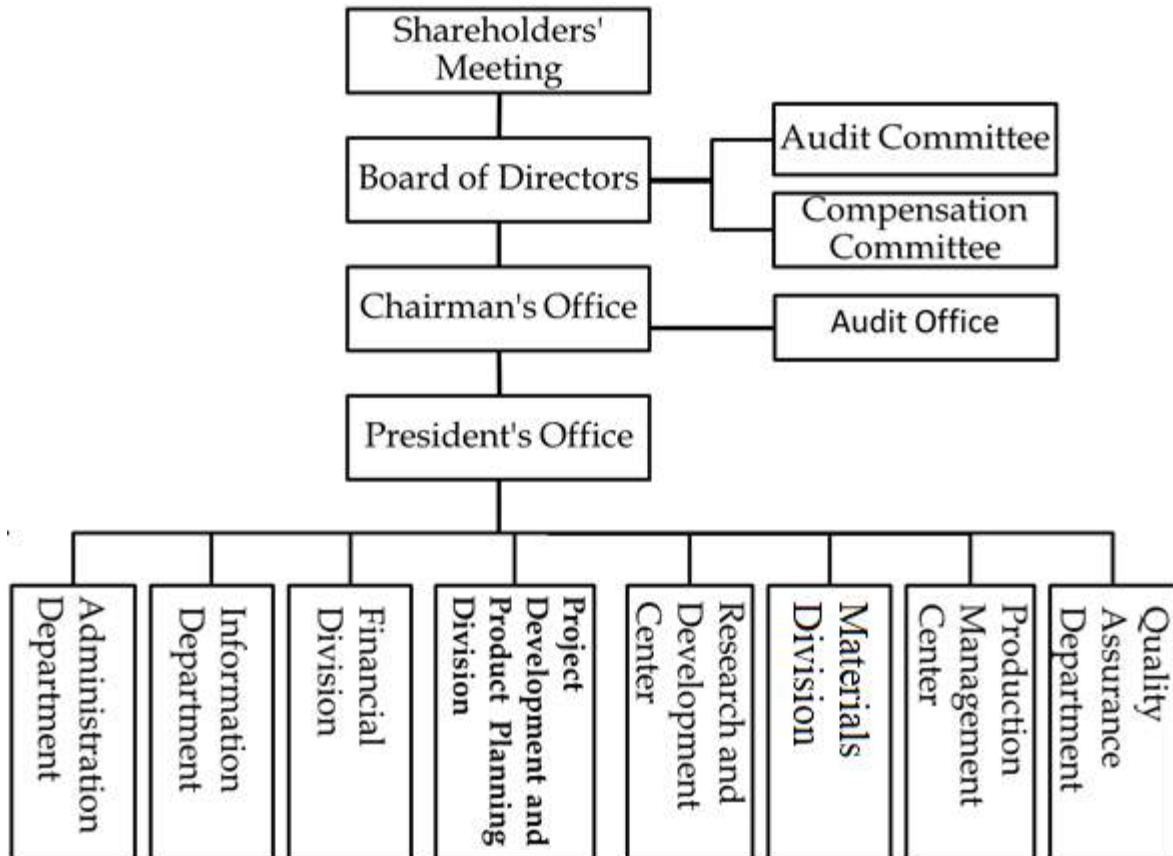 Shareholders'
Meeting
Board of Directors
Audit Committee
Compensation
Committee
Chairman's Office
Audit Office
President's Office
Administration
Department
Information
Department
Financial
Division
Project
Development and
Product Planning
Division
Research and
Development
Center
Materials
Division
Production
Management
Center
Quality
Assurance
Department